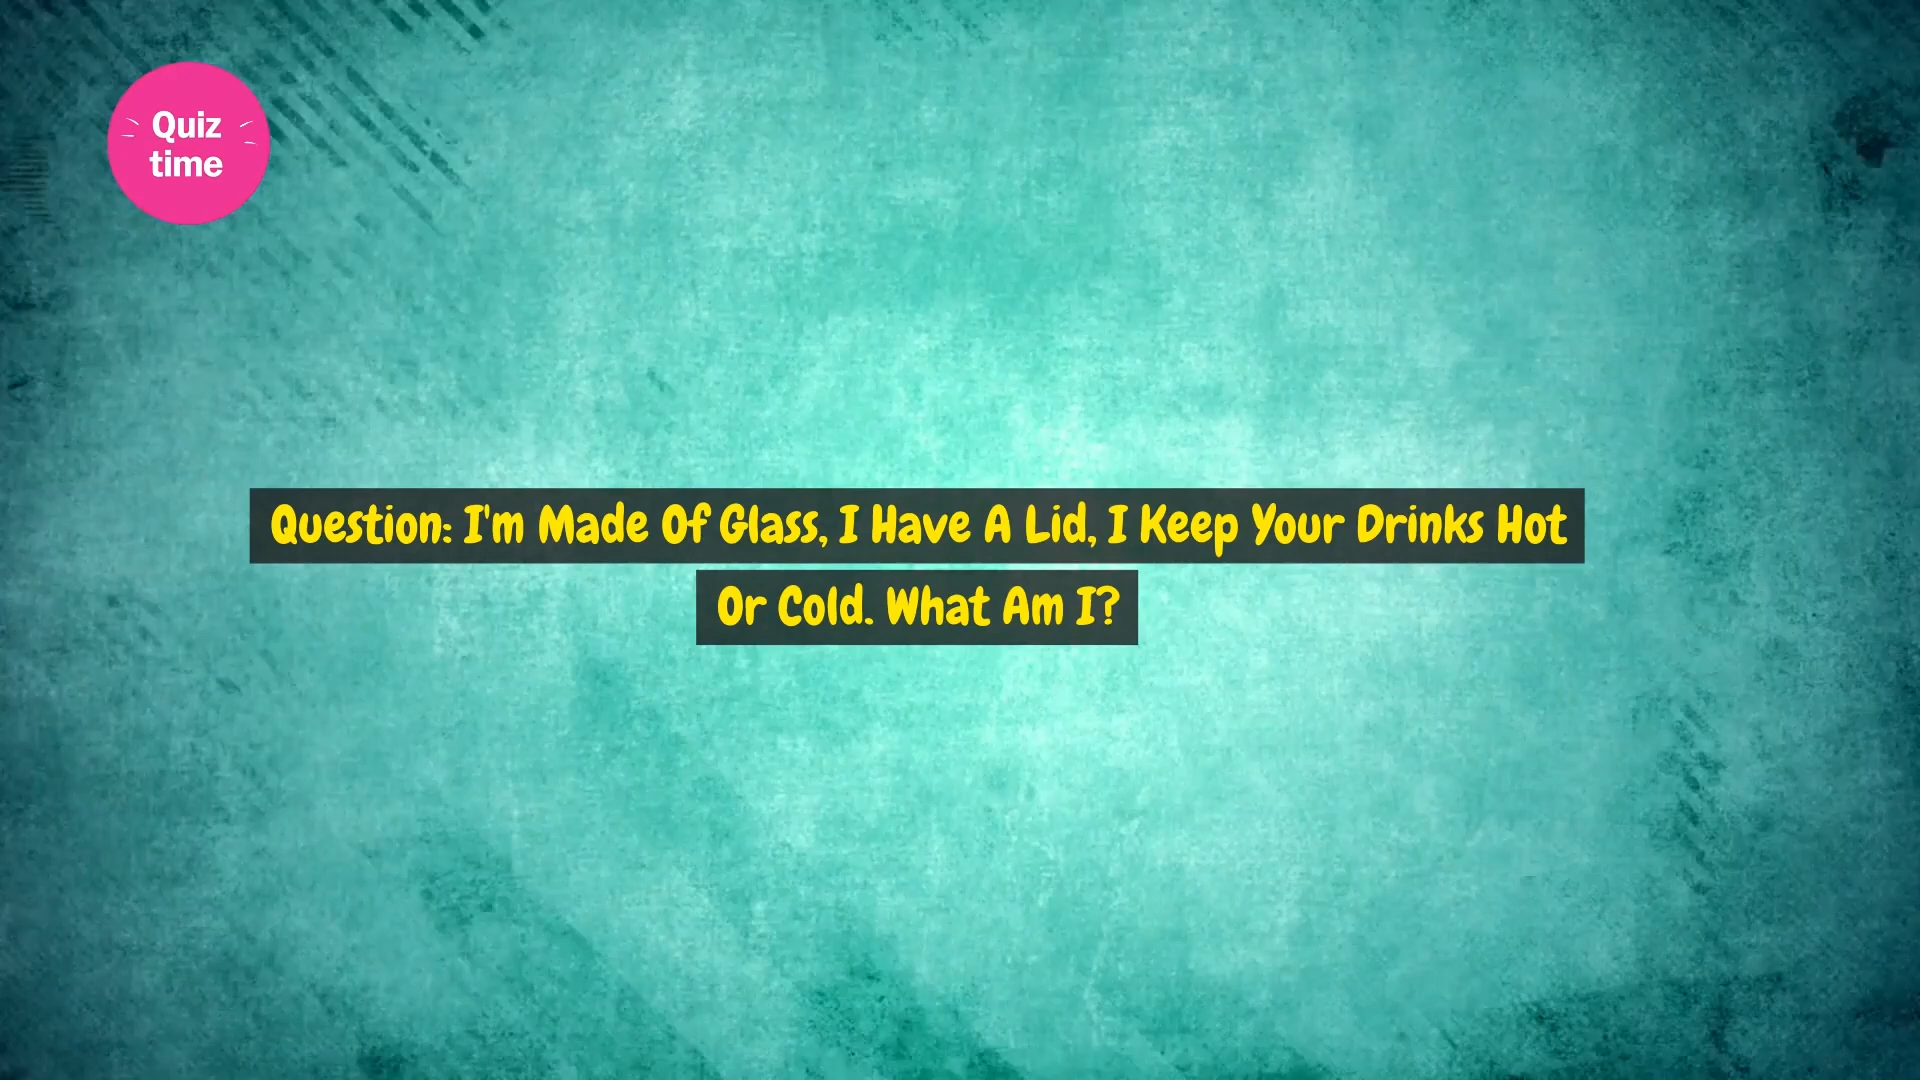 Quiz
time
Question: I'm Made Of Glass, I Have A Lid, I Keep Your Drinks Hot
Or Cold. What Am I?